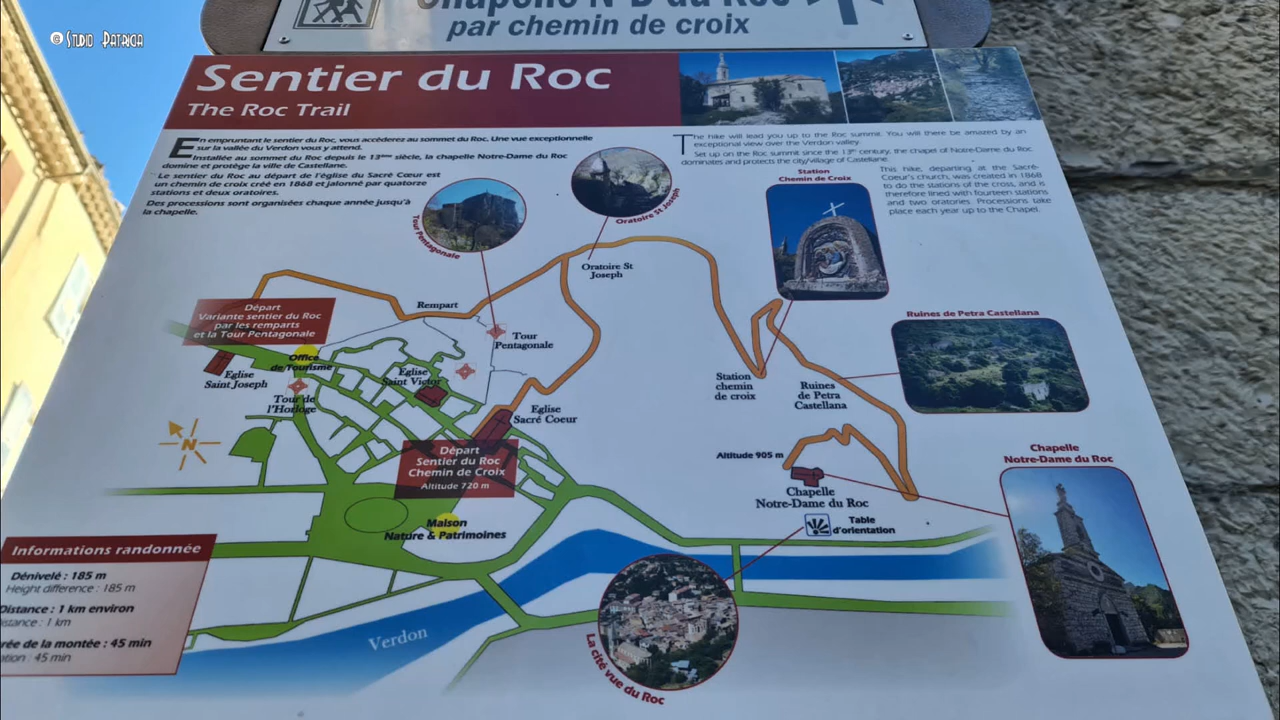 © Studio Patricia
Chapelle N-D du Roc
par chemin de croix
Sentier du Roc
The Roc Trail
En empruntant le sentier du Roc, vous accéderez au sommet du Roc. Une vue exceptionnelle
sur la vallée du Verdon vous y attend.
Installée au sommet du Roc depuis le 13ème siècle, la chapelle Notre-Dame du Roc
domine et protège la ville de Castellane.
Le sentier du Roc au départ de l'église du Sacré Cœur est
un chemin de croix créé en 1868 et jalonné par quatorze
stations et deux oratoires.
Des processions sont organisées chaque année jusqu'à
la chapelle.
The hike will lead you up to the Roc summit. You will there be amazed by an
exceptional view over the Verdon valley.
Set up on the Roc summit since the 13th century, the chapel of Notre-Dame du Roc
dominates and protects the city/village of Castellane.
This hike, departing at the Sacré-
Coeur's church, was created in 1868
to do the stations of the cross, and is
therefore lined with fourteen stations
and two oratories. Processions take
place each year up to the Chapel.
Station
Chemin de Croix
Tour Pentagonale
Oratoire St Joseph
Oratoire St
Joseph
Rempart
Départ
Variante sentier du Roc
par les remparts
et la Tour Pentagonale
Tour
Pentagonale
Ruines de Petra Castellana
Office
de Tourisme
Eglise
Saint Joseph
Eglise
Saint Victor
Tour de
l'Horloge
Station
chemin
de croix
Ruines
de Petra
Castellana
Eglise
Sacré Coeur
N
Départ
Sentier du Roc
Chemin de Croix
Altitude 720 m
Altitude 905 m
Chapelle
Notre-Dame du Roc
Chapelle
Notre-Dame du Roc
Table
d'orientation
Maison
Nature & Patrimoines
Informations randonnée
Dénivelé : 185 m
Height difference : 185 m
Distance : 1 km environ
Distance : 1 km
rée de la montée : 45 min
ation : 45 min
Verdon
La cité vue du Roc